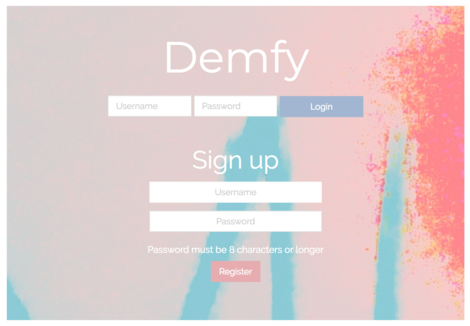 Demfy
Username Password Login
Sign up
Username
Password
Password must be 8 characters or longer
Register